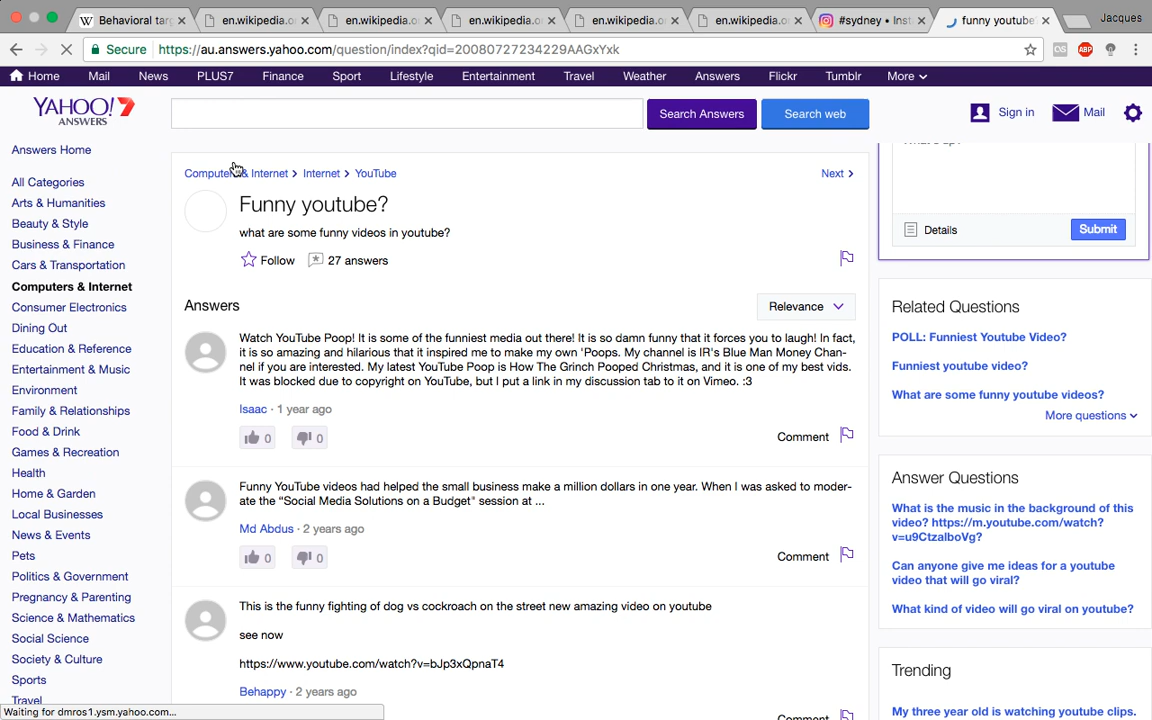 Behavioral tar
en.wikipedia.o
en.wikipedia.o
en.wikipedia.o
en.wikipedia.o
en.wikipedia.o
#sydney • Inst
funny youtube
Jacques
Secure https://au.answers.yahoo.com/question/index?qid=20080727234229AAGxYxk
OS
ABP
Home Mail News PLUS7 Finance Sport Lifestyle Entertainment Travel Weather Answers Flickr Tumblr More
YAHOO!7
ANSWERS
Search Answers
Search web
Sign in
Mail
Answers Home
All Categories
Arts & Humanities
Beauty & Style
Business & Finance
Cars & Transportation
Computers & Internet
Consumer Electronics
Dining Out
Education & Reference
Entertainment & Music
Environment
Family & Relationships
Food & Drink
Games & Recreation
Health
Home & Garden
Local Businesses
News & Events
Pets
Politics & Government
Pregnancy & Parenting
Science & Mathematics
Social Science
Society & Culture
Sports
Travel
Waiting for dmros1.ysm.yahoo.com...
Computers & Internet > Internet > YouTube
Next >
Funny youtube?
what are some funny videos in youtube?
Follow
27 answers
Answers
Relevance
Watch YouTube Poop! It is some of the funniest media out there! It is so damn funny that it forces you to laugh! In fact,
it is so amazing and hilarious that it inspired me to make my own 'Poops. My channel is IR's Blue Man Money Chan-
nel if you are interested. My latest YouTube Poop is How The Grinch Pooped Christmas, and it is one of my best vids.
It was blocked due to copyright on YouTube, but I put a link in my discussion tab to it on Vimeo. :3
Isaac · 1 year ago
0
0
Comment
Funny YouTube videos had helped the small business make a million dollars in one year. When I was asked to moder-
ate the “Social Media Solutions on a Budget" session at ...
Md Abdus · 2 years ago
0
0
Comment
This is the funny fighting of dog vs cockroach on the street new amazing video on youtube
see now
https://www.youtube.com/watch?v=bJp3xQpnaT4
Behappy · 2 years ago
Comment
What's up?
Details
Submit
Related Questions
POLL: Funniest Youtube Video?
Funniest youtube video?
What are some funny youtube videos?
More questions
Answer Questions
What is the music in the background of this
video? https://m.youtube.com/watch?
v=u9CtzalboVg?
Can anyone give me ideas for a youtube
video that will go viral?
What kind of video will go viral on youtube?
Trending
My three year old is watching youtube clips.